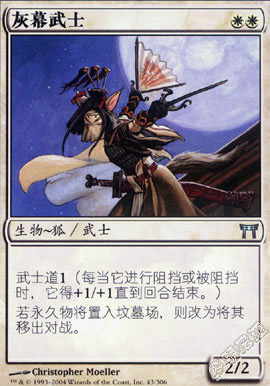 灰幕武士
生物~狐 / 武士
武士道1（每当它进行阻挡或被阻挡
时，它得+1/+1直到回合结束。）
若永久物将置入坟墓场，则改为将其
移出对战。
Christopher Moeller
™ & © 1993-2004 Wizards of the Coast, Inc. 43/306
2/2